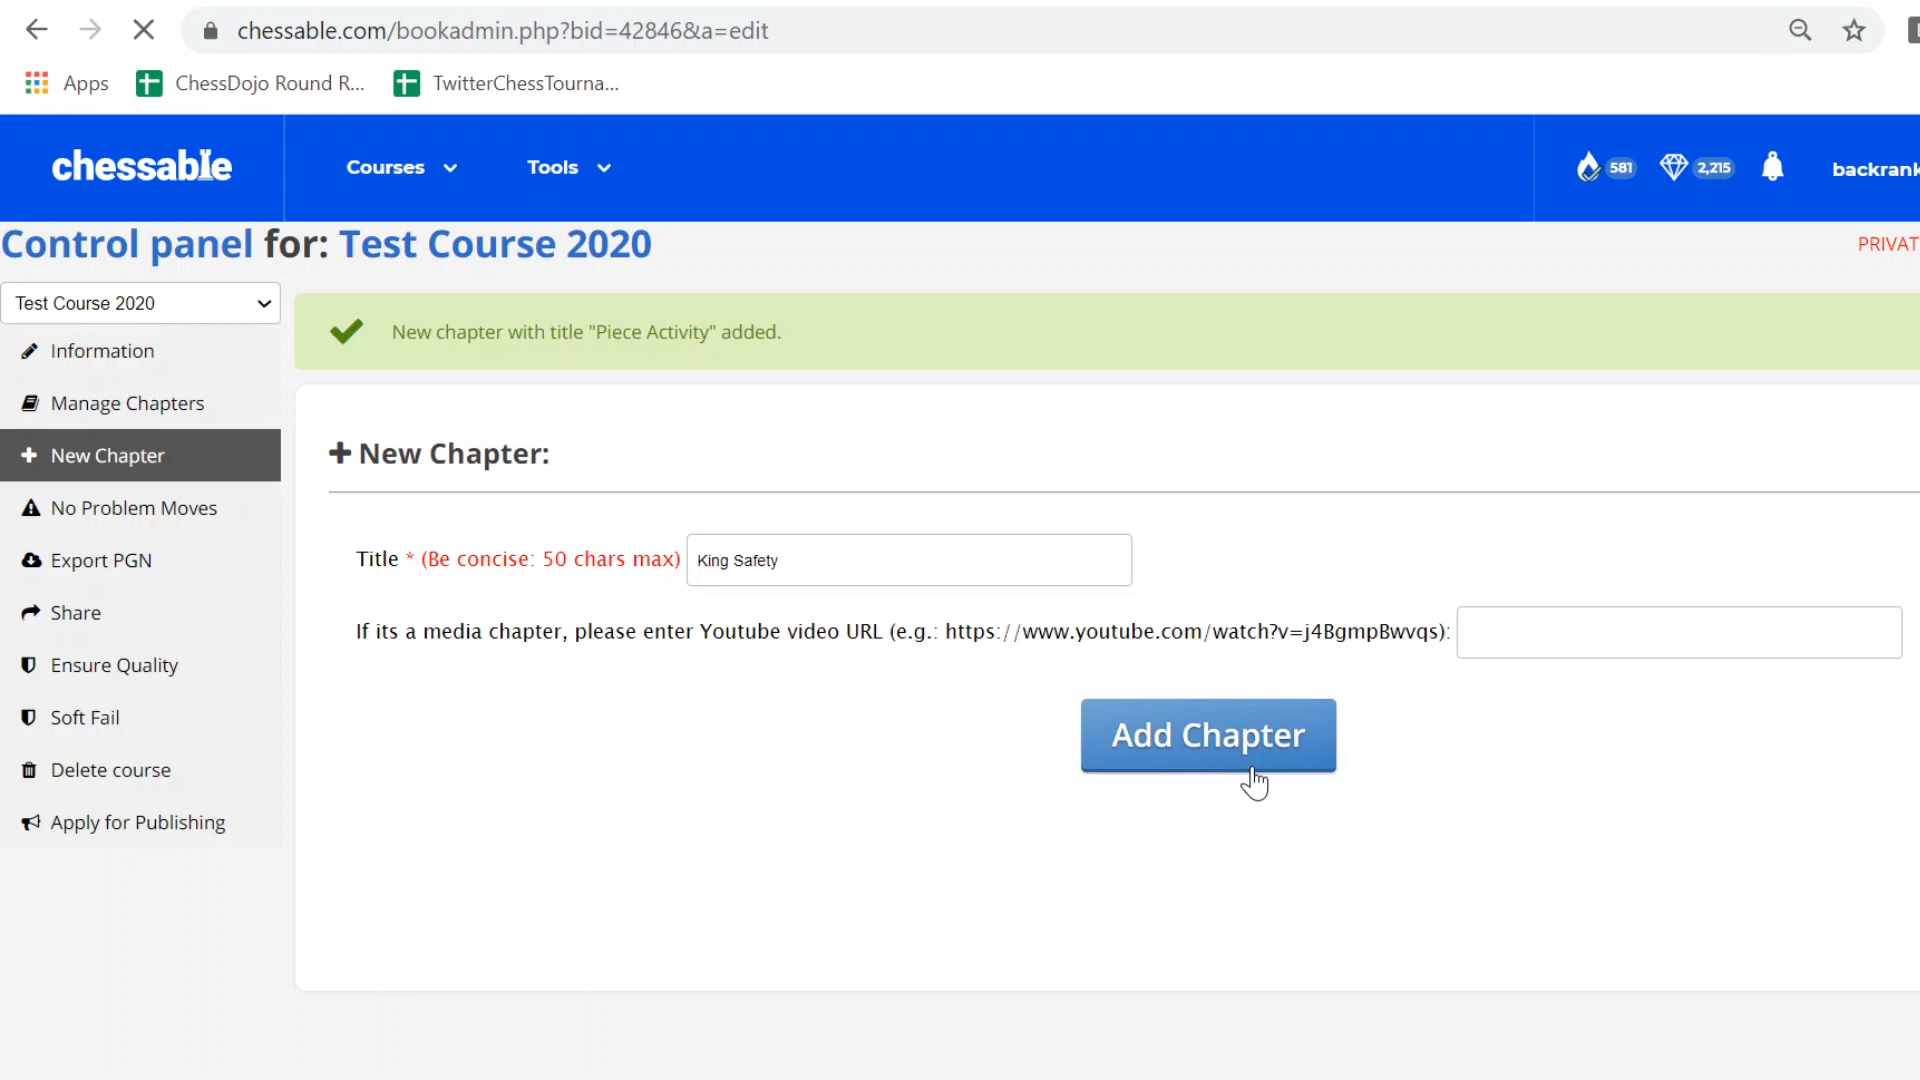 chessable.com/bookadmin.php?bid=42846&a=edit
Apps ChessDojo Round R... TwitterChessTourna...
chessable Courses Tools 581 2,215 backrank
Control panel for: Test Course 2020 PRIVAT
Test Course 2020
New chapter with title "Piece Activity" added.
Information
Manage Chapters
New Chapter
No Problem Moves
Export PGN
Share
Ensure Quality
Soft Fail
Delete course
Apply for Publishing
New Chapter:
Title * (Be concise: 50 chars max) King Safety
If its a media chapter, please enter Youtube video URL (e.g.: https://www.youtube.com/watch?v=j4BgmpBwvqs):
Add Chapter